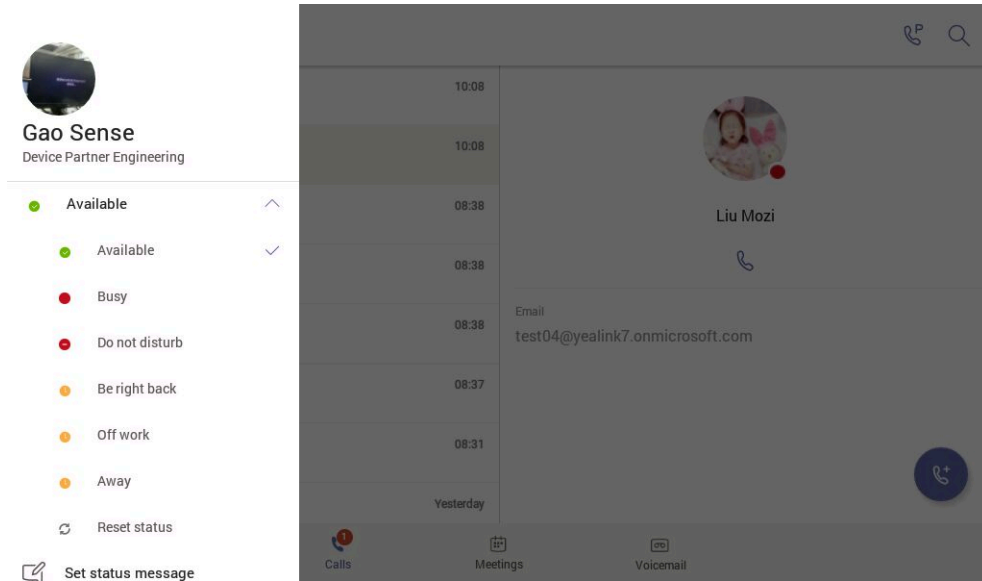 Gao Sense
Device Partner Engineering
Available
Available
Busy
Do not disturb
Be right back
Off work
Away
Reset status
Set status message
P
10:08
10:08
08:38
08:38
08:38
08:37
08:31
Yesterday
Liu Mozi
Email
test04@yealink7.onmicrosoft.com
1
Calls
Meetings
Voicemail